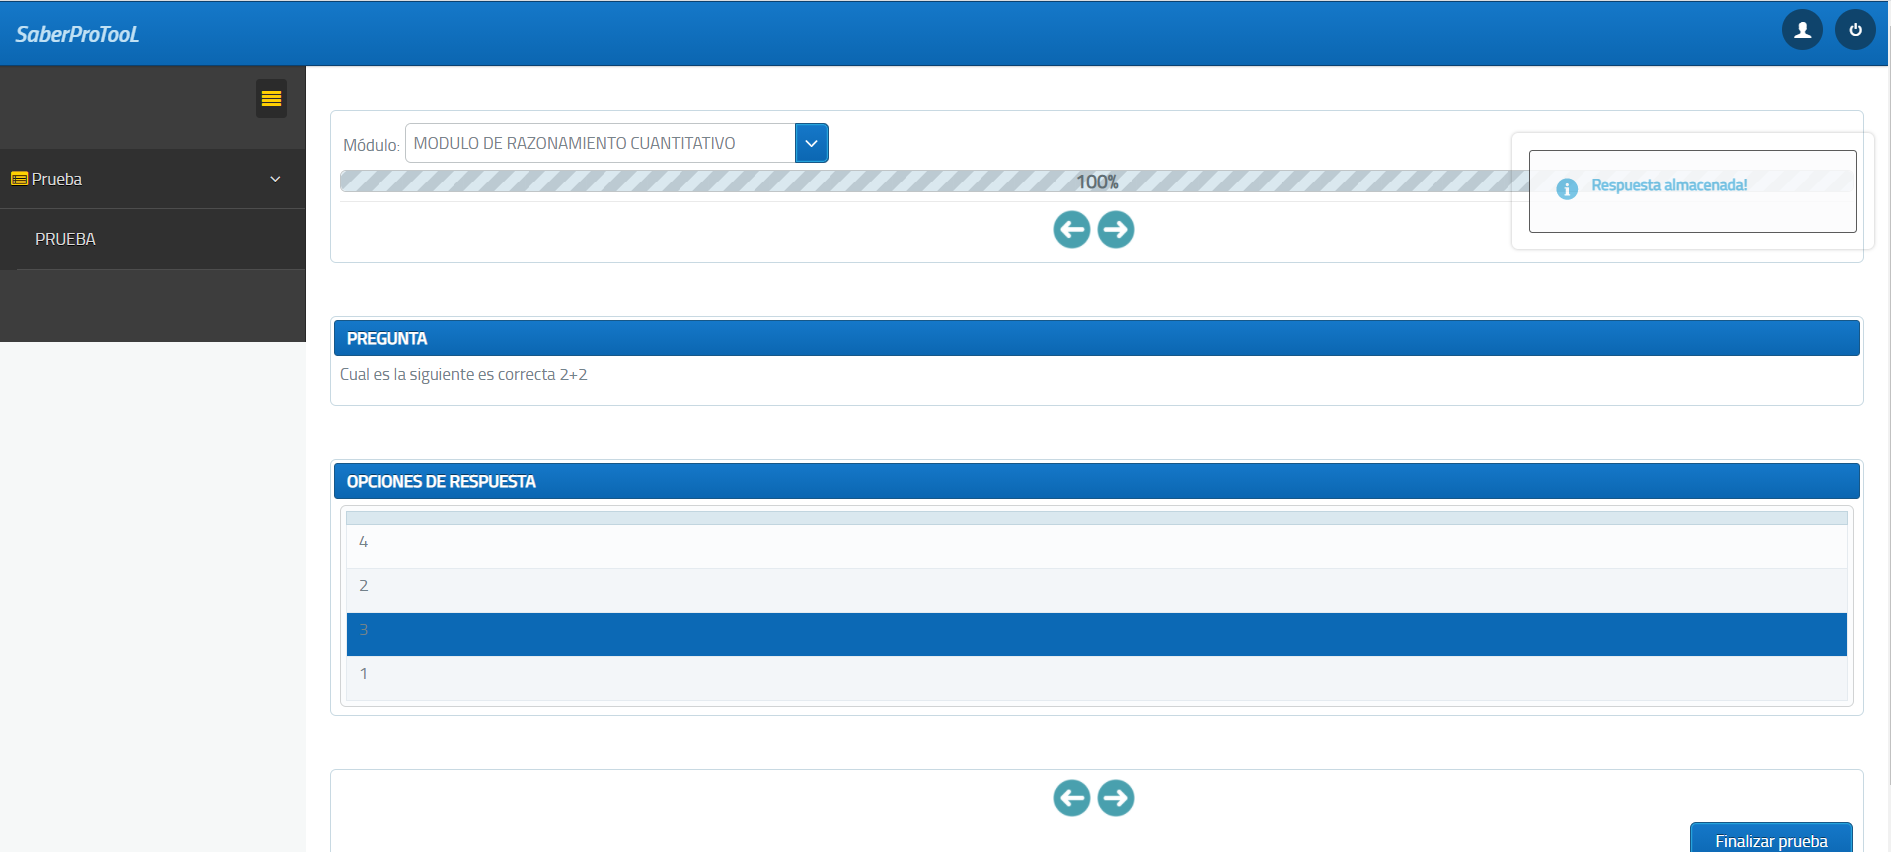 SaberProTooL
Prueba
PRUEBA
Módulo: MODULO DE RAZONAMIENTO CUANTITATIVO
100%
Respuesta almacenada!
PREGUNTA
Cual es la siguiente es correcta 2+2
OPCIONES DE RESPUESTA
4
2
3
1
Finalizar prueba